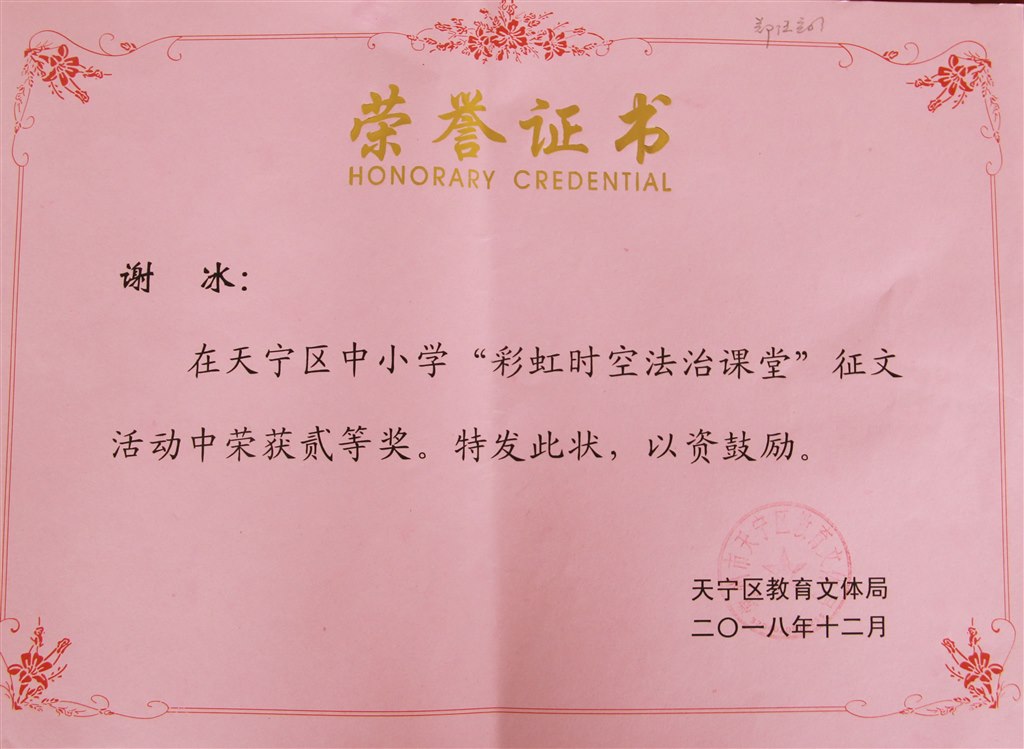 荣誉证书
HONORARY CREDENTIAL
谢 冰：
在天宁区中小学“彩虹时空法治课堂”征文
活动中荣获贰等奖。特发此状，以资鼓励。
天宁区教育文体局
二〇一八年十二月